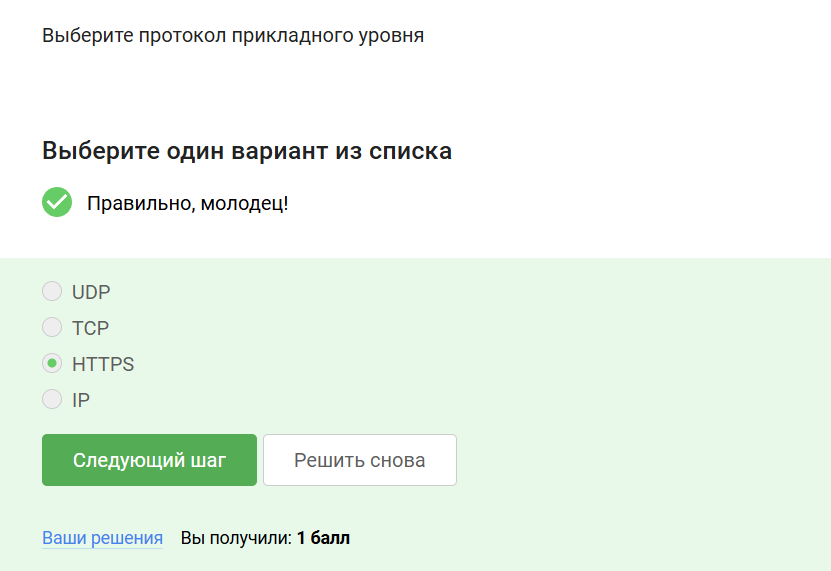 Выберите протокол прикладного уровня
Выберите один вариант из списка
Правильно, молодец!
UDP
TCP
HTTPS
IP
Следующий шаг Решить снова
Ваши решения Вы получили: 1 балл